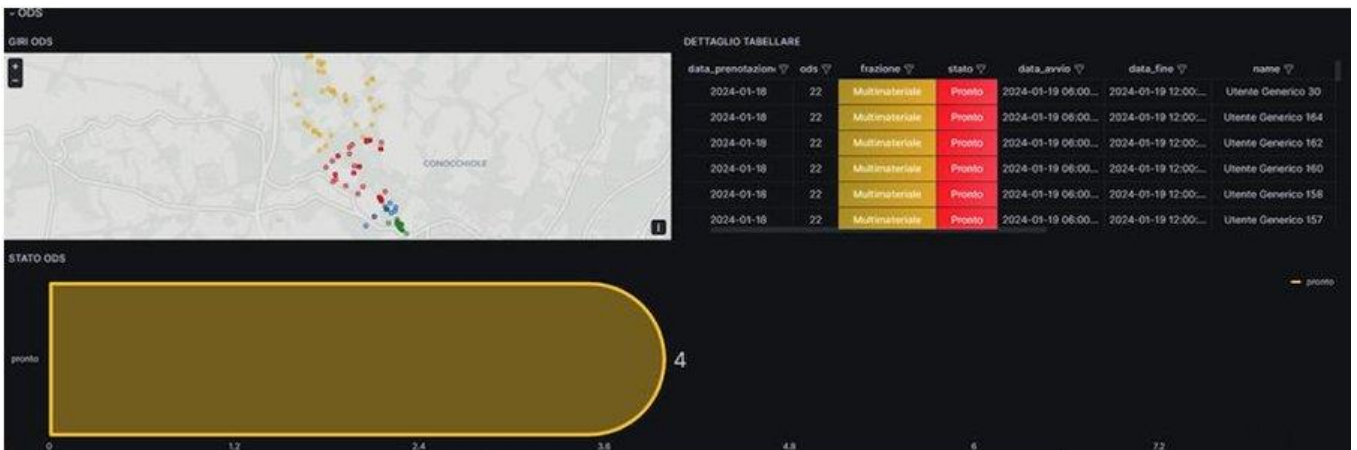 ODS
GIRI ODS
+
-
CONOCCHIOLE
i
DETTAGLIO TABELLARE
data_prenotazion ods frazione stato data_avvio data_fine name
2024-01-18 22 Multimateriale Pronto 2024-01-19 06:00... 2024-01-19 12:00:... Utente Generico 30
2024-01-18 22 Multimateriale Pronto 2024-01-19 06:00... 2024-01-19 12:00:... Utente Generico 164
2024-01-18 22 Multimateriale Pronto 2024-01-19 06:00... 2024-01-19 12:00:... Utente Generico 162
2024-01-18 22 Multimateriale Pronto 2024-01-19 06:00... 2024-01-19 12:00:... Utente Generico 160
2024-01-18 22 Multimateriale Pronto 2024-01-19 06:00... 2024-01-19 12:00:... Utente Generico 158
2024-01-18 22 Multimateriale Pronto 2024-01-19 06:00... 2024-01-19 12:00:... Utente Generico 157
STATO ODS
pronto
pronto
4
0 1.2 2.4 3.6 4.8 6 7.2